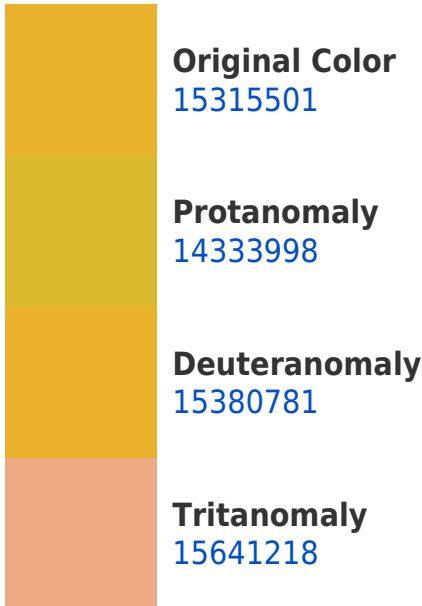 Original Color
15315501
Protanomaly
14333998
Deuteranomaly
15380781
Tritanomaly
15641218